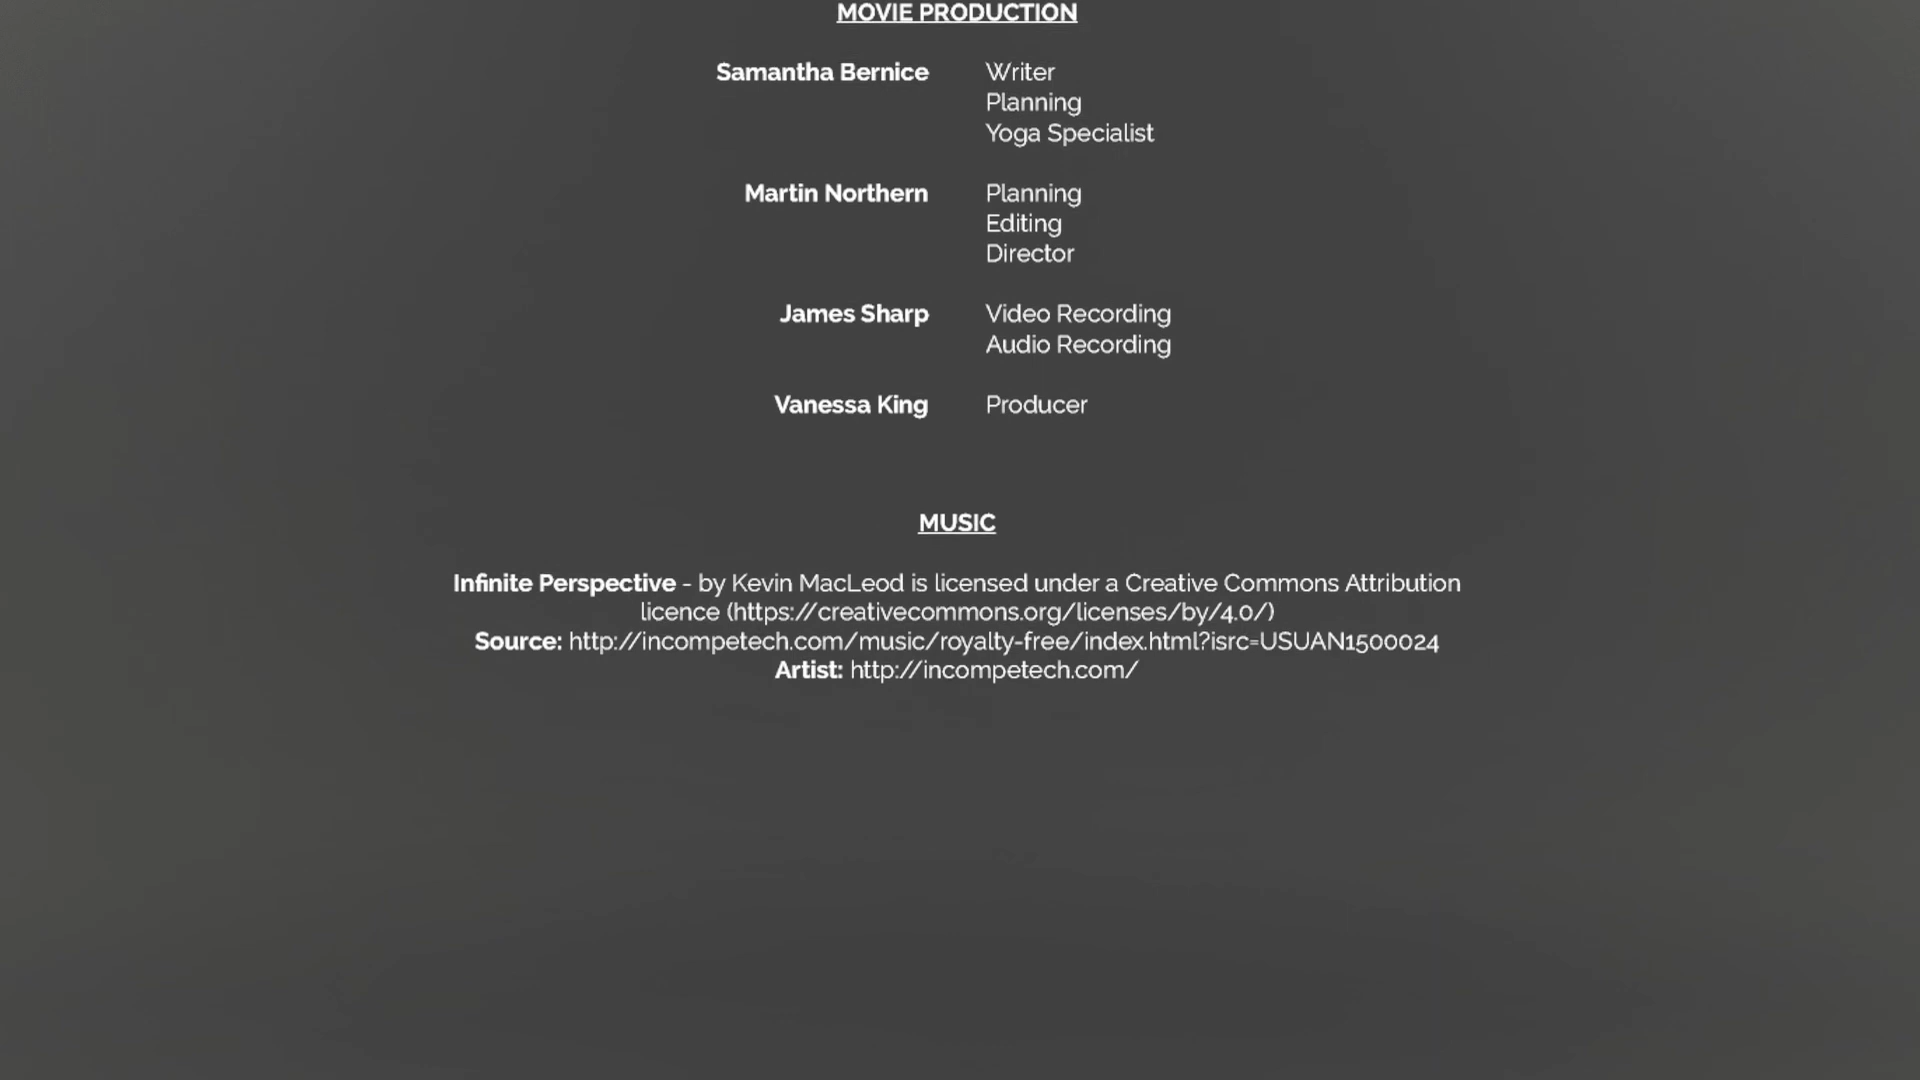 MOVIE PRODUCTION
Samantha Bernice Writer
Planning
Yoga Specialist
Martin Northern Planning
Editing
Director
James Sharp Video Recording
Audio Recording
Vanessa King Producer
MUSIC
Infinite Perspective - by Kevin MacLeod is licensed under a Creative Commons Attribution
licence (https://creativecommons.org/licenses/by/4.0/)
Source: http://incompetech.com/music/royalty-free/index.html?isrc=USUAN1500024
Artist: http://incompetech.com/